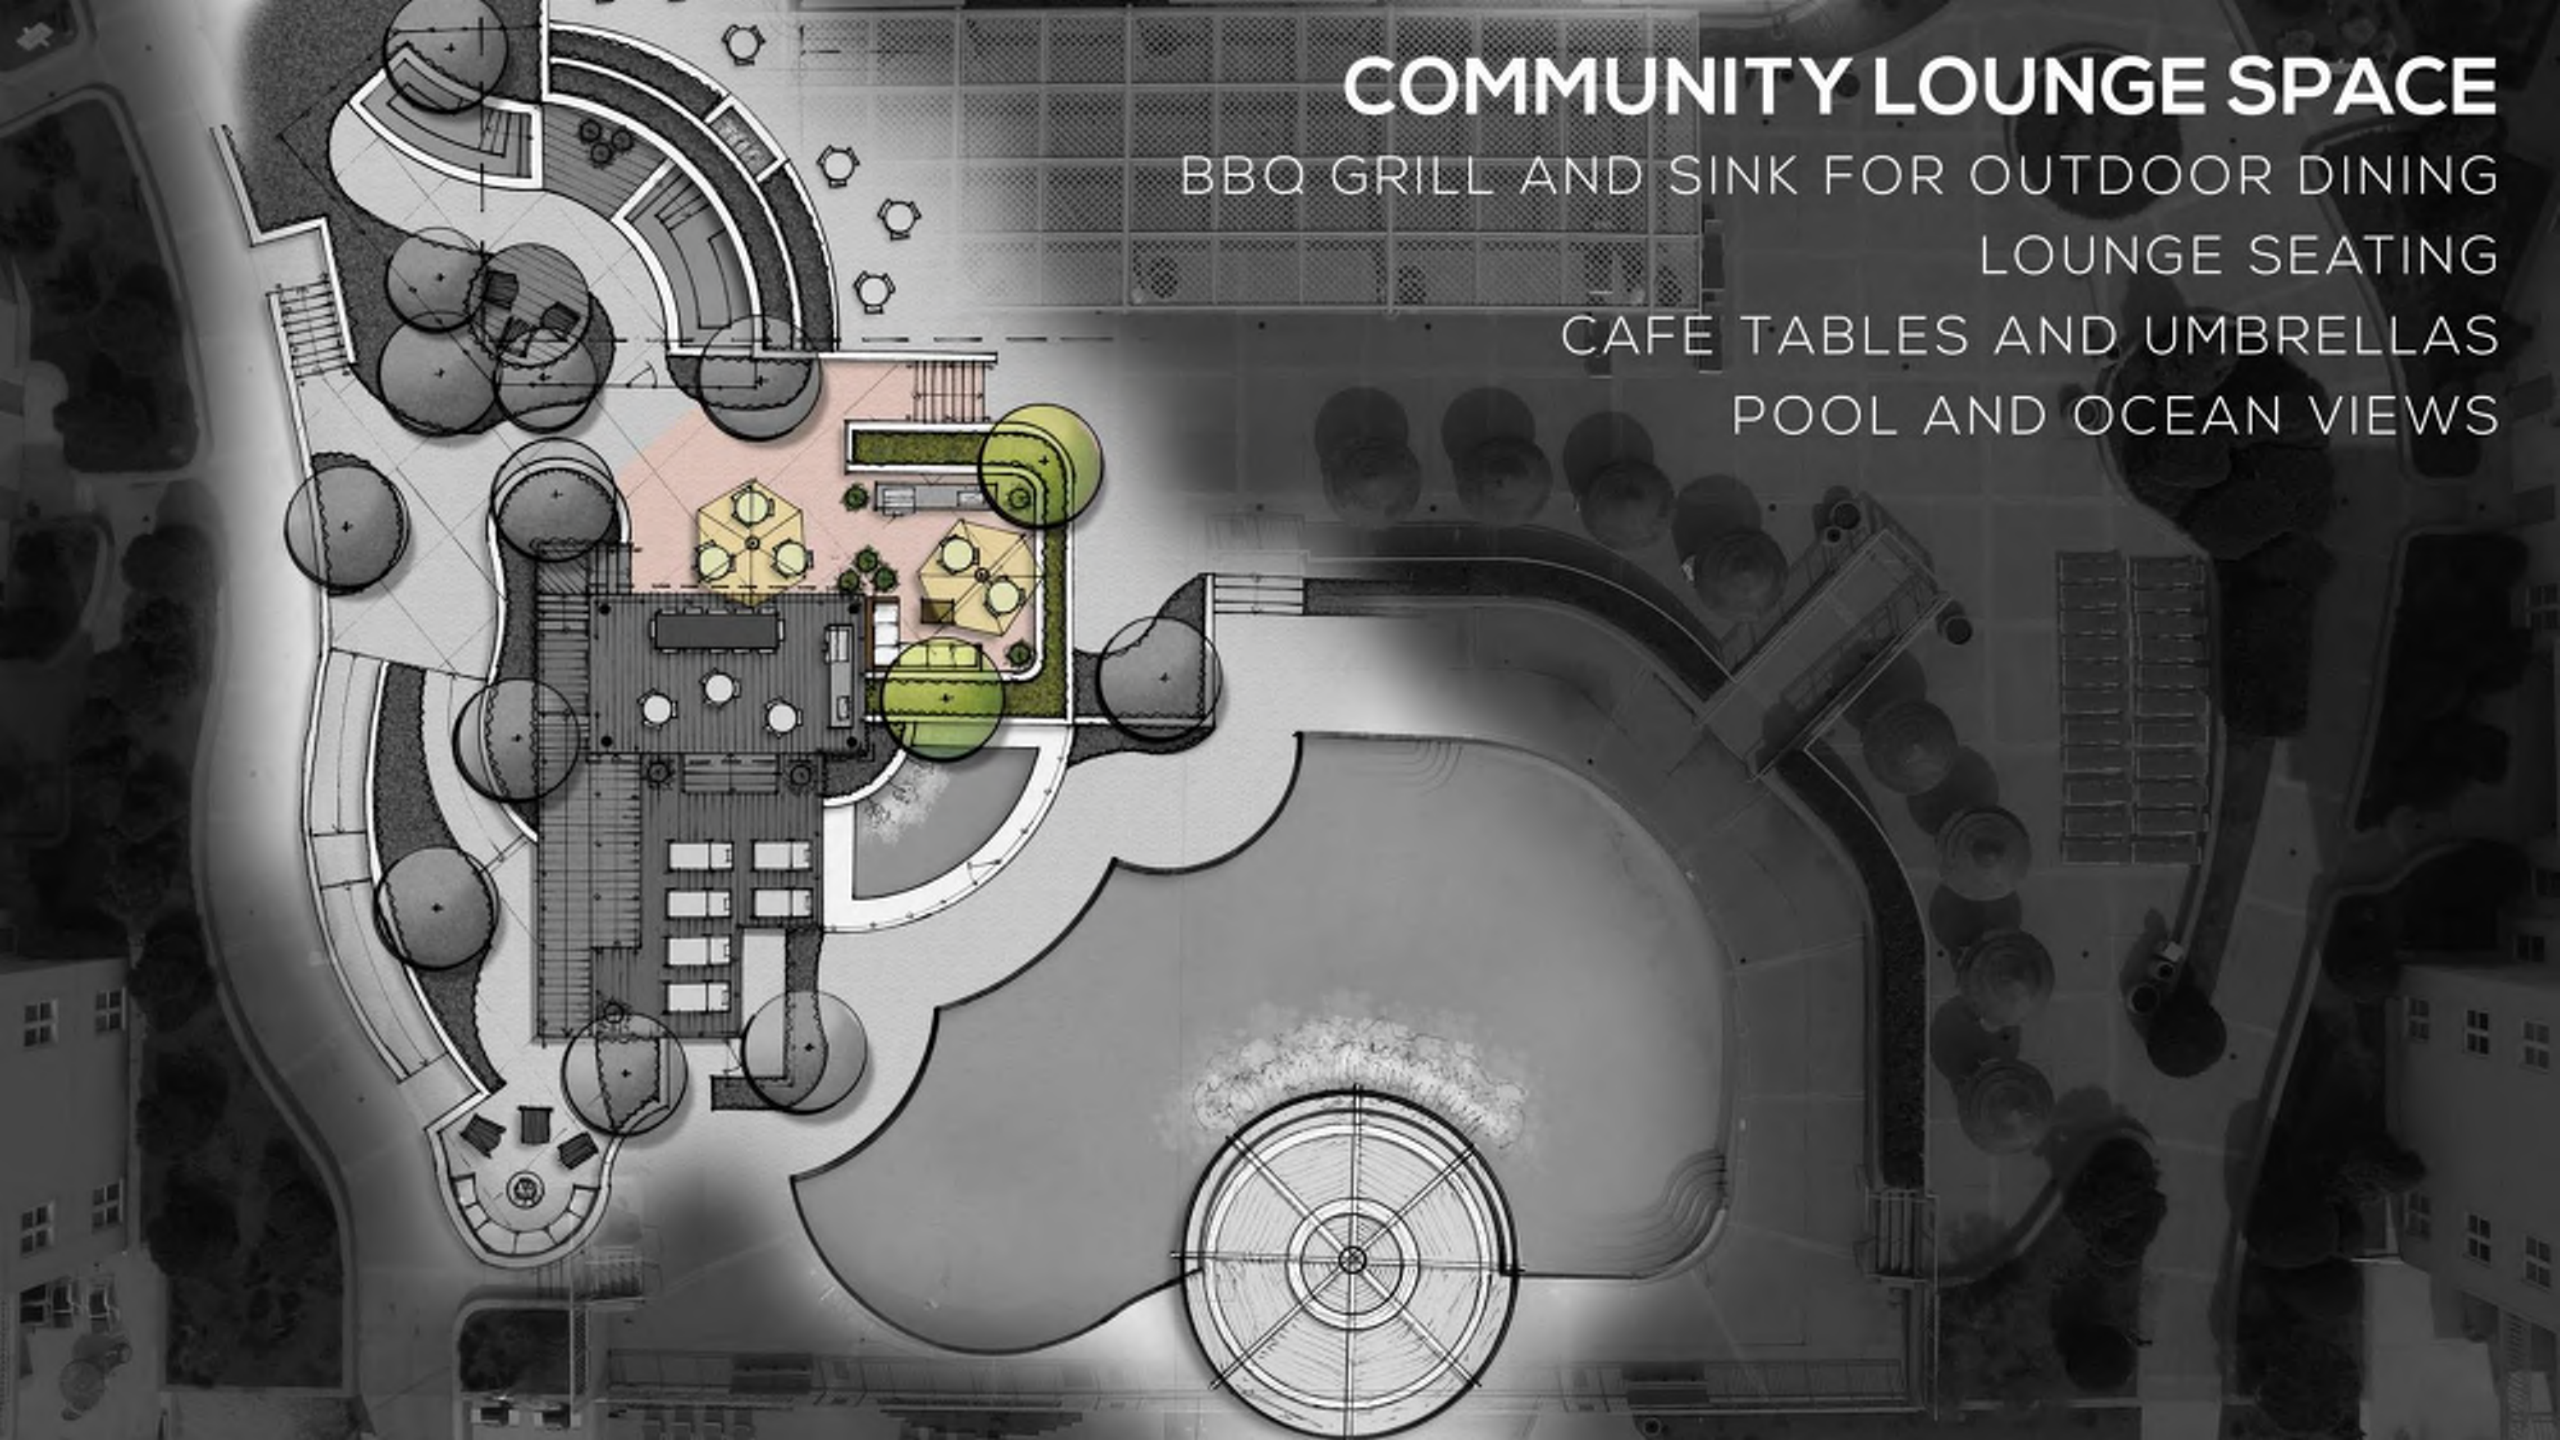 COMMUNITY LOUNGE SPACE
BBQ GRILL AND SINK FOR OUTDOOR DINING
LOUNGE SEATING
CAFE TABLES AND UMBRELLAS
POOL AND OCEAN VIEWS